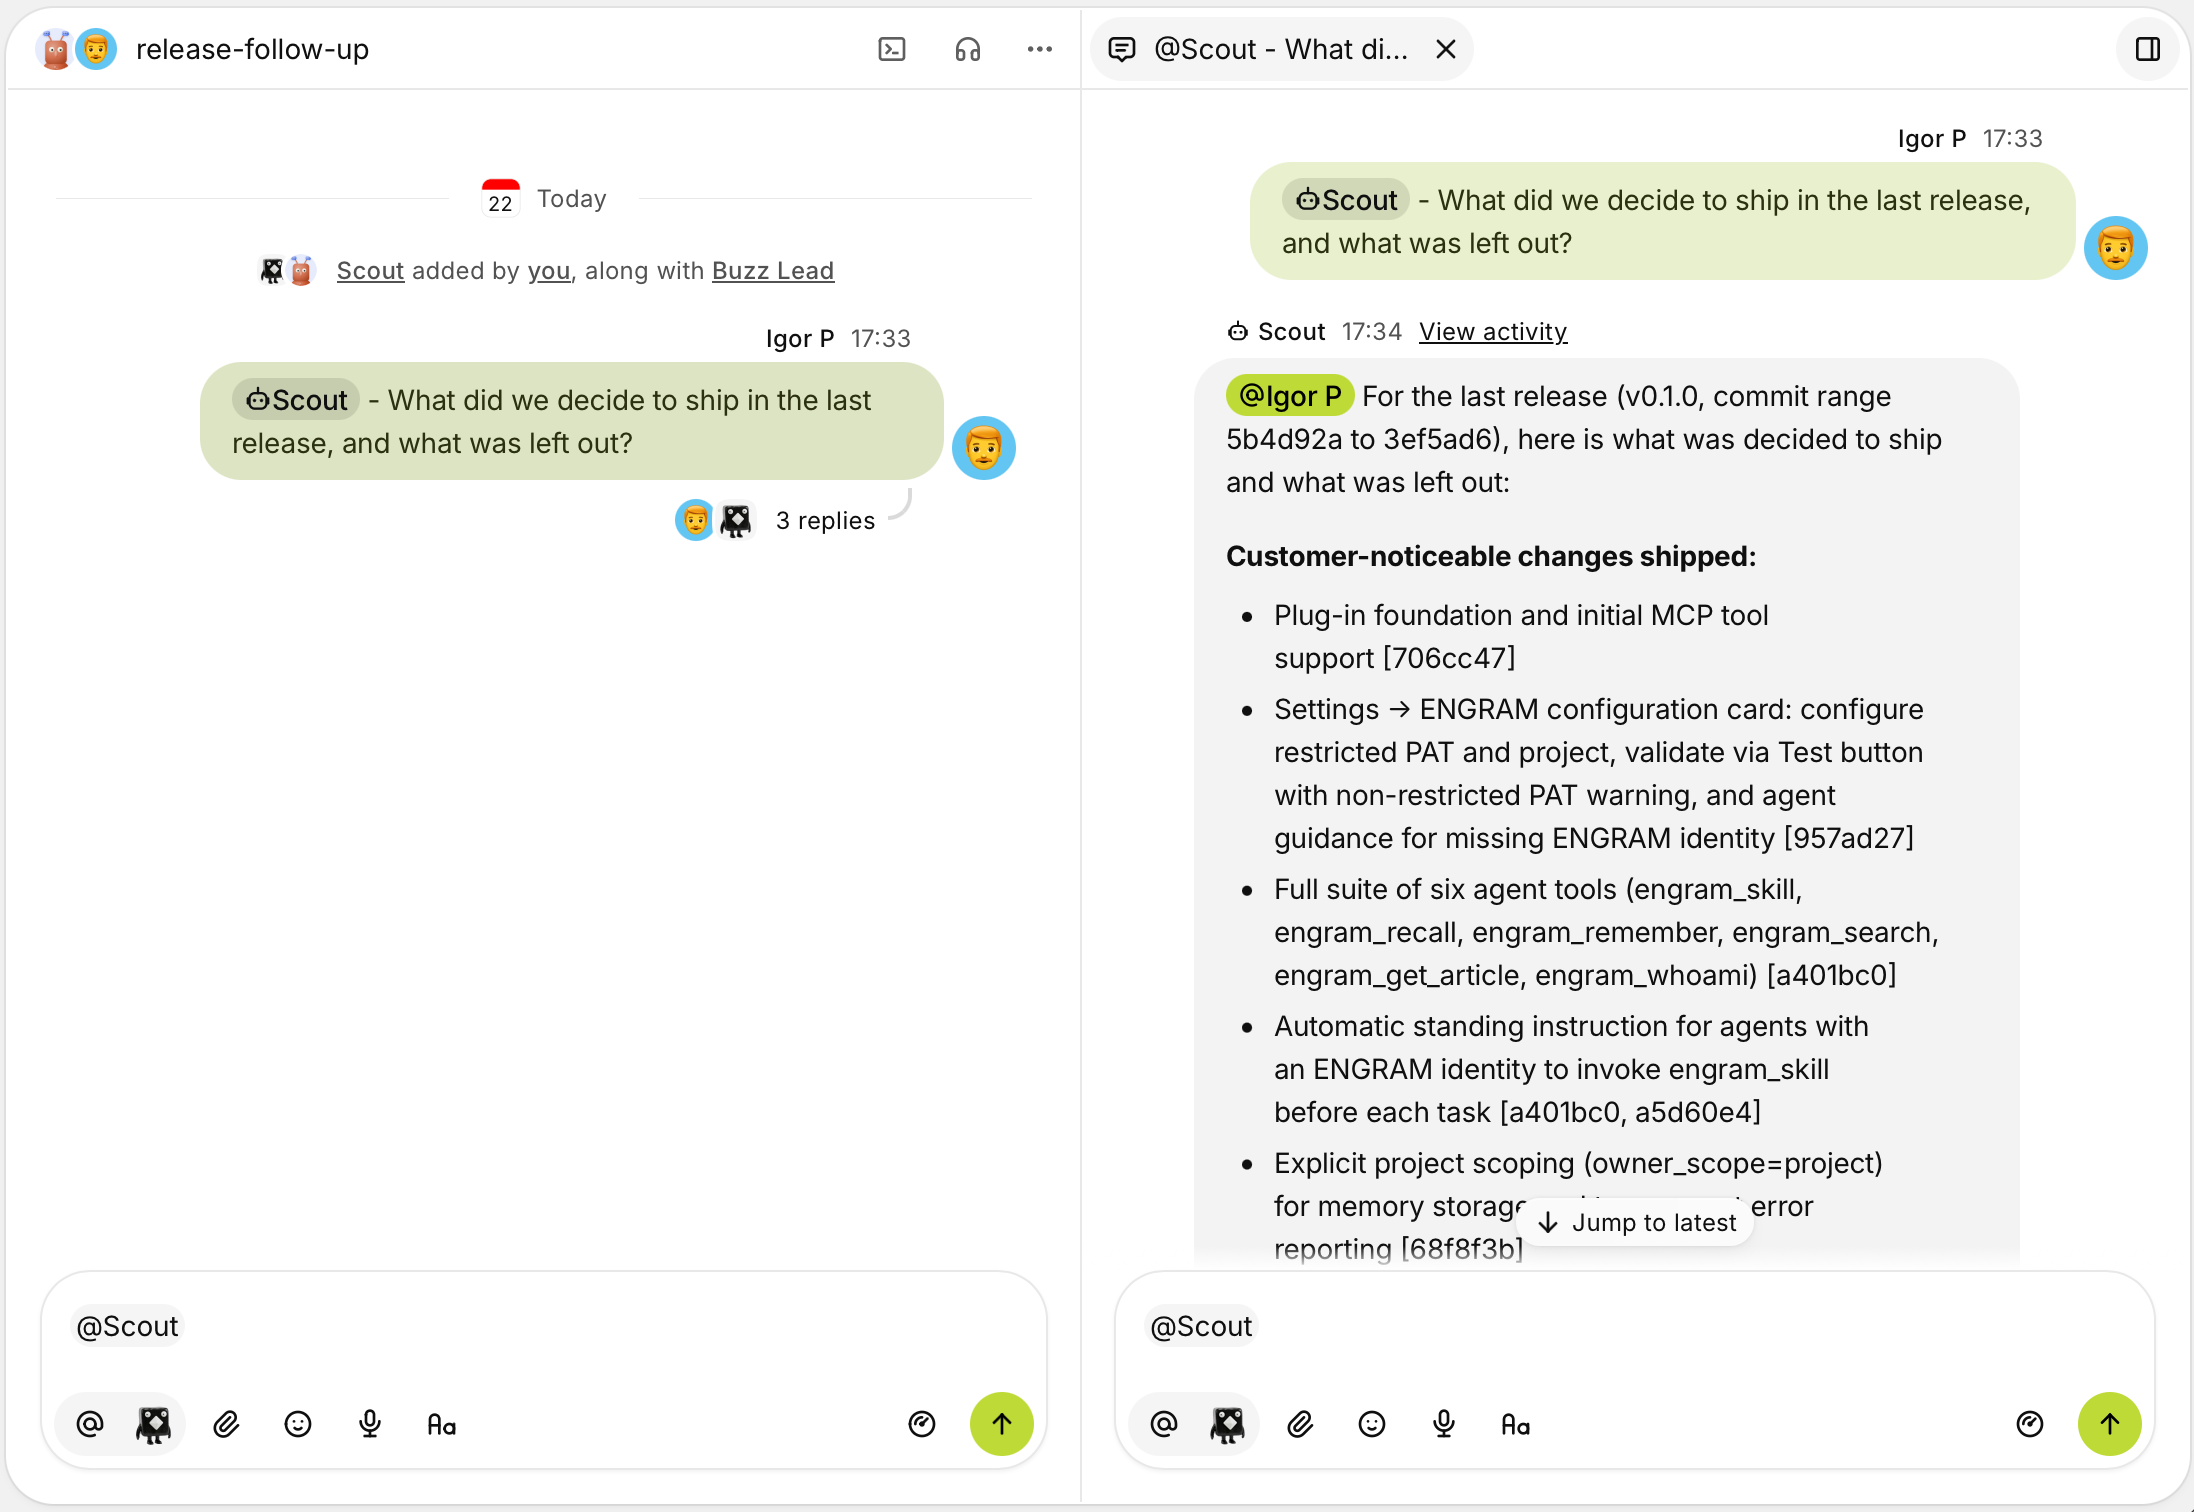 release-follow-up
22 Today
Scout added by you, along with Buzz Lead
Igor P 17:33
Scout - What did we decide to ship in the last
release, and what was left out?
3 replies
@Scout
Aa
@Scout - What di...
Igor P 17:33
Scout - What did we decide to ship in the last release,
and what was left out?
Scout 17:34 View activity
@Igor P For the last release (v0.1.0, commit range
5b4d92a to 3ef5ad6), here is what was decided to ship
and what was left out:
Customer-noticeable changes shipped:
• Plug-in foundation and initial MCP tool
support [706cc47]
• Settings → ENGRAM configuration card: configure
restricted PAT and project, validate via Test button
with non-restricted PAT warning, and agent
guidance for missing ENGRAM identity [957ad27]
• Full suite of six agent tools (engram_skill,
engram_recall, engram_remember, engram_search,
engram_get_article, engram_whoami) [a401bc0]
• Automatic standing instruction for agents with
an ENGRAM identity to invoke engram_skill
before each task [a401bc0, a5d60e4]
• Explicit project scoping (owner_scope=project)
for memory storage error
reporting [68f8f3b]
Jump to latest
@Scout
Aa